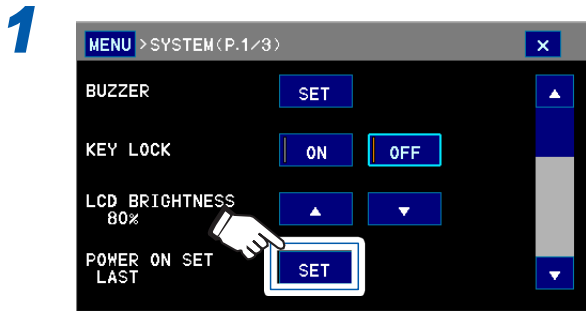 1
MENU >SYSTEM(P.1/3) ×
BUZZER SET ▲
KEY LOCK ON OFF
LCD BRIGHTNESS ▲ ▼
80%
POWER ON SET SET ▼
LAST